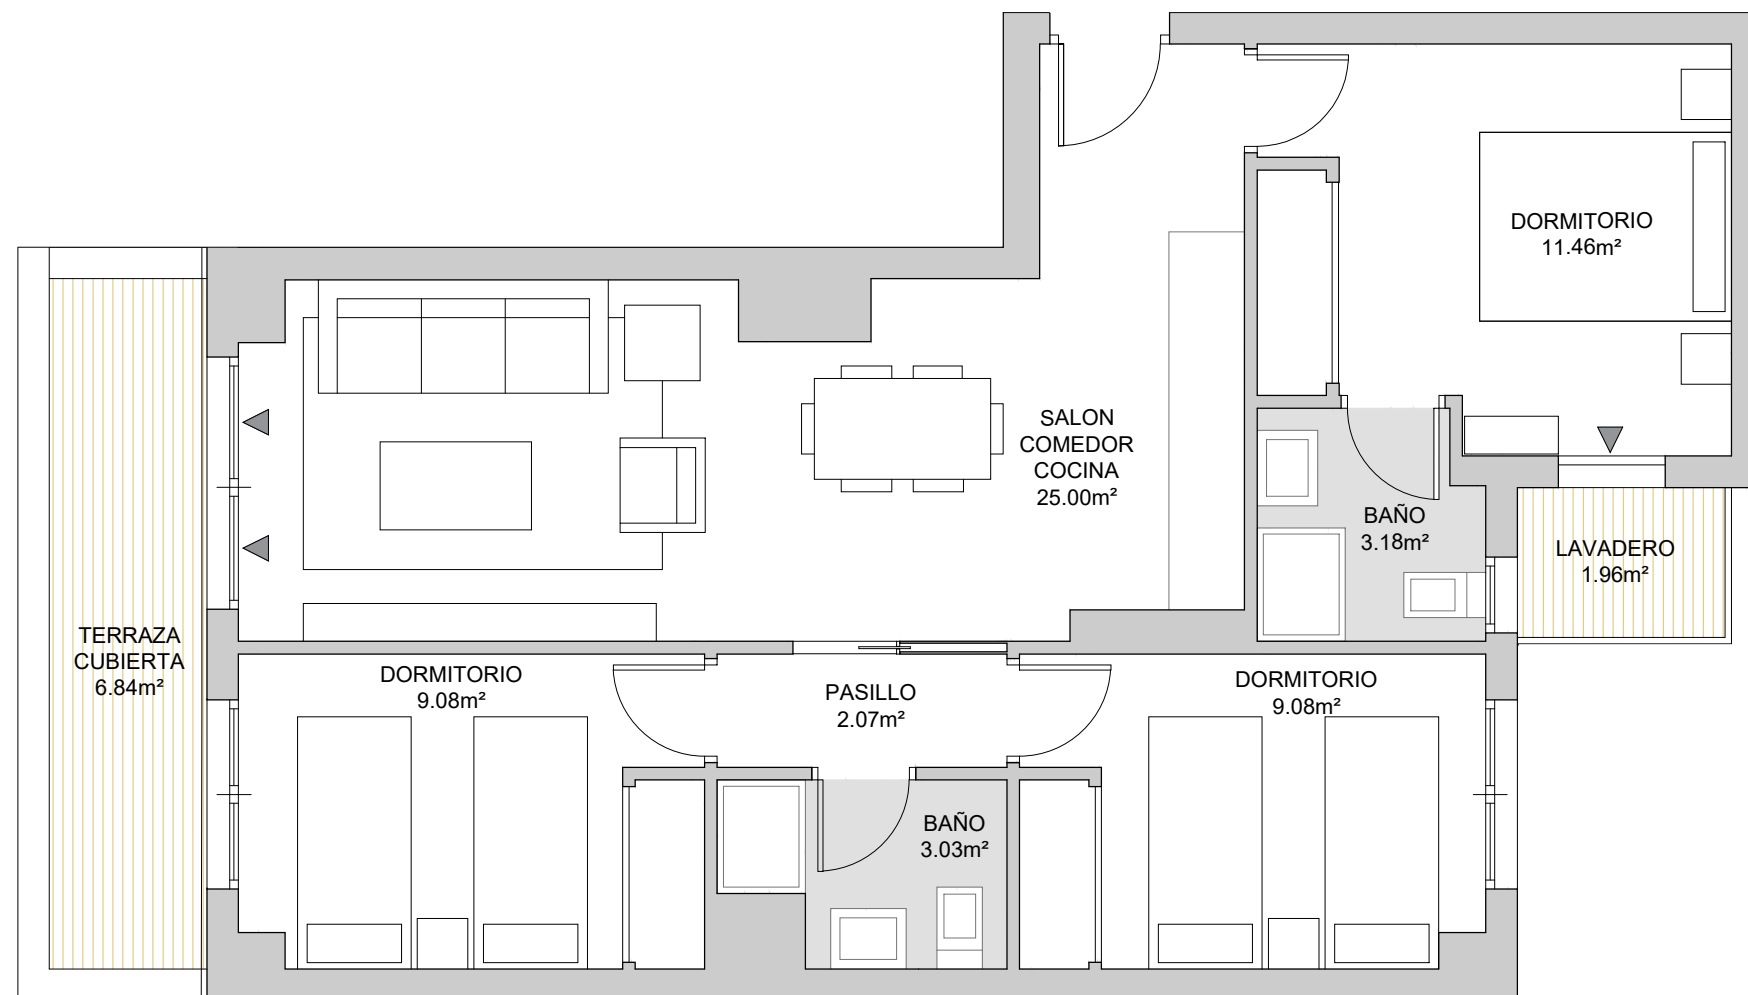 DORMITORIO
11.46m²
SALON
COMEDOR
COCINA
25.00m²
BAÑO
3.18m²
LAVADERO
1.96m²
TERRAZA
CUBIERTA
6.84m²
DORMITORIO
9.08m²
PASILLO
2.07m²
DORMITORIO
9.08m²
BAÑO
3.03m²